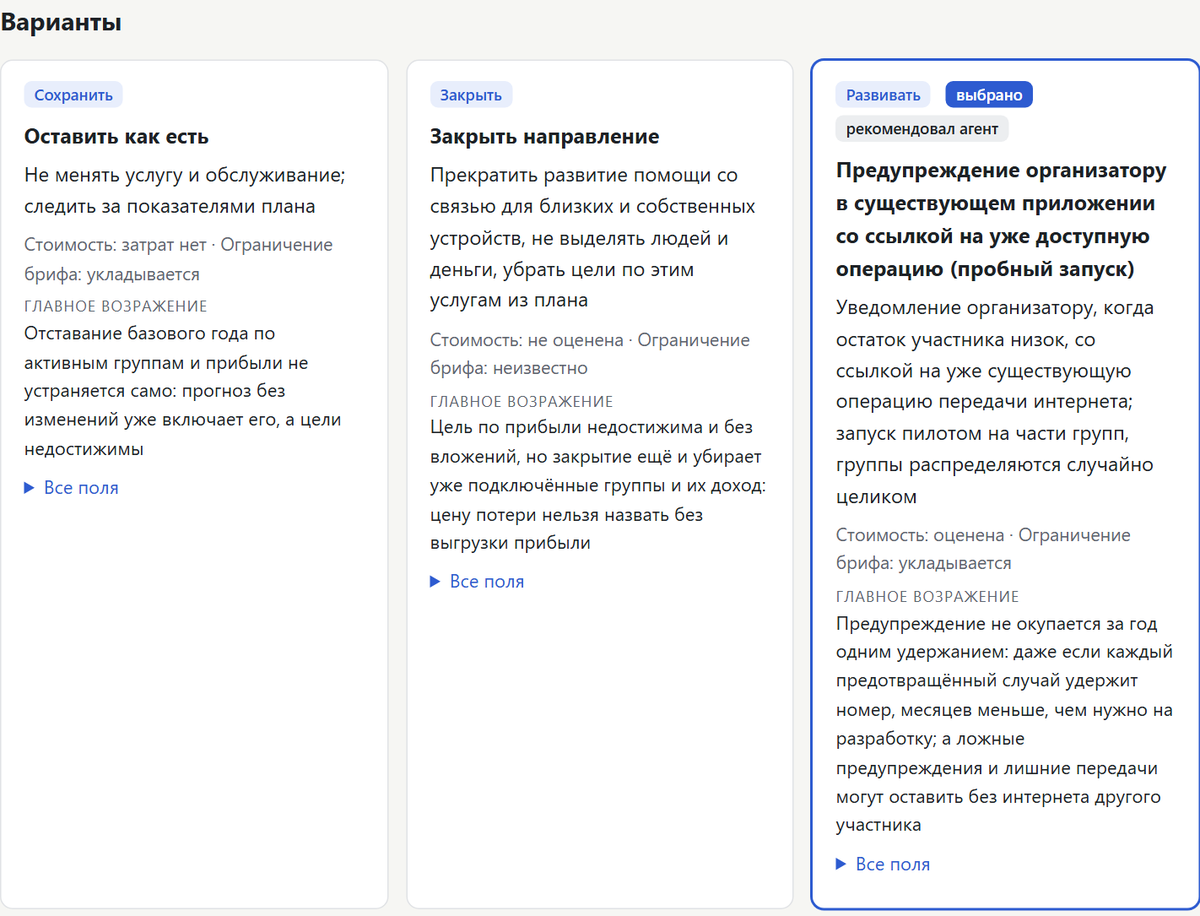 Варианты
Сохранить
Оставить как есть
Не менять услугу и обслуживание;
следить за показателями плана
Стоимость: затрат нет · Ограничение
брифа: укладывается
ГЛАВНОЕ ВОЗРАЖЕНИЕ
Отставание базового года по
активным группам и прибыли не
устраняется само: прогноз без
изменений уже включает его, а цели
недостижимы
▶ Все поля
Закрыть
Закрыть направление
Прекратить развитие помощи со
связью для близких и собственных
устройств, не выделять людей и
деньги, убрать цели по этим
услугам из плана
Стоимость: не оценена · Ограничение
брифа: неизвестно
ГЛАВНОЕ ВОЗРАЖЕНИЕ
Цель по прибыли недостижима и без
вложений, но закрытие ещё и убирает
уже подключённые группы и их доход:
цену потери нельзя назвать без
выгрузки прибыли
▶ Все поля
Развивать выбрано
рекомендовал агент
Предупреждение организатору
в существующем приложении
со ссылкой на уже доступную
операцию (пробный запуск)
Уведомление организатору, когда
остаток участника низок, со
ссылкой на уже существующую
операцию передачи интернета;
запуск пилотом на части групп,
группы распределяются случайно
целиком
Стоимость: оценена · Ограничение
брифа: укладывается
ГЛАВНОЕ ВОЗРАЖЕНИЕ
Предупреждение не окупается за год
одним удержанием: даже если каждый
предотвращённый случай удержит
номер, месяцев меньше, чем нужно на
разработку; а ложные
предупреждения и лишние передачи
могут оставить без интернета другого
участника
▶ Все поля